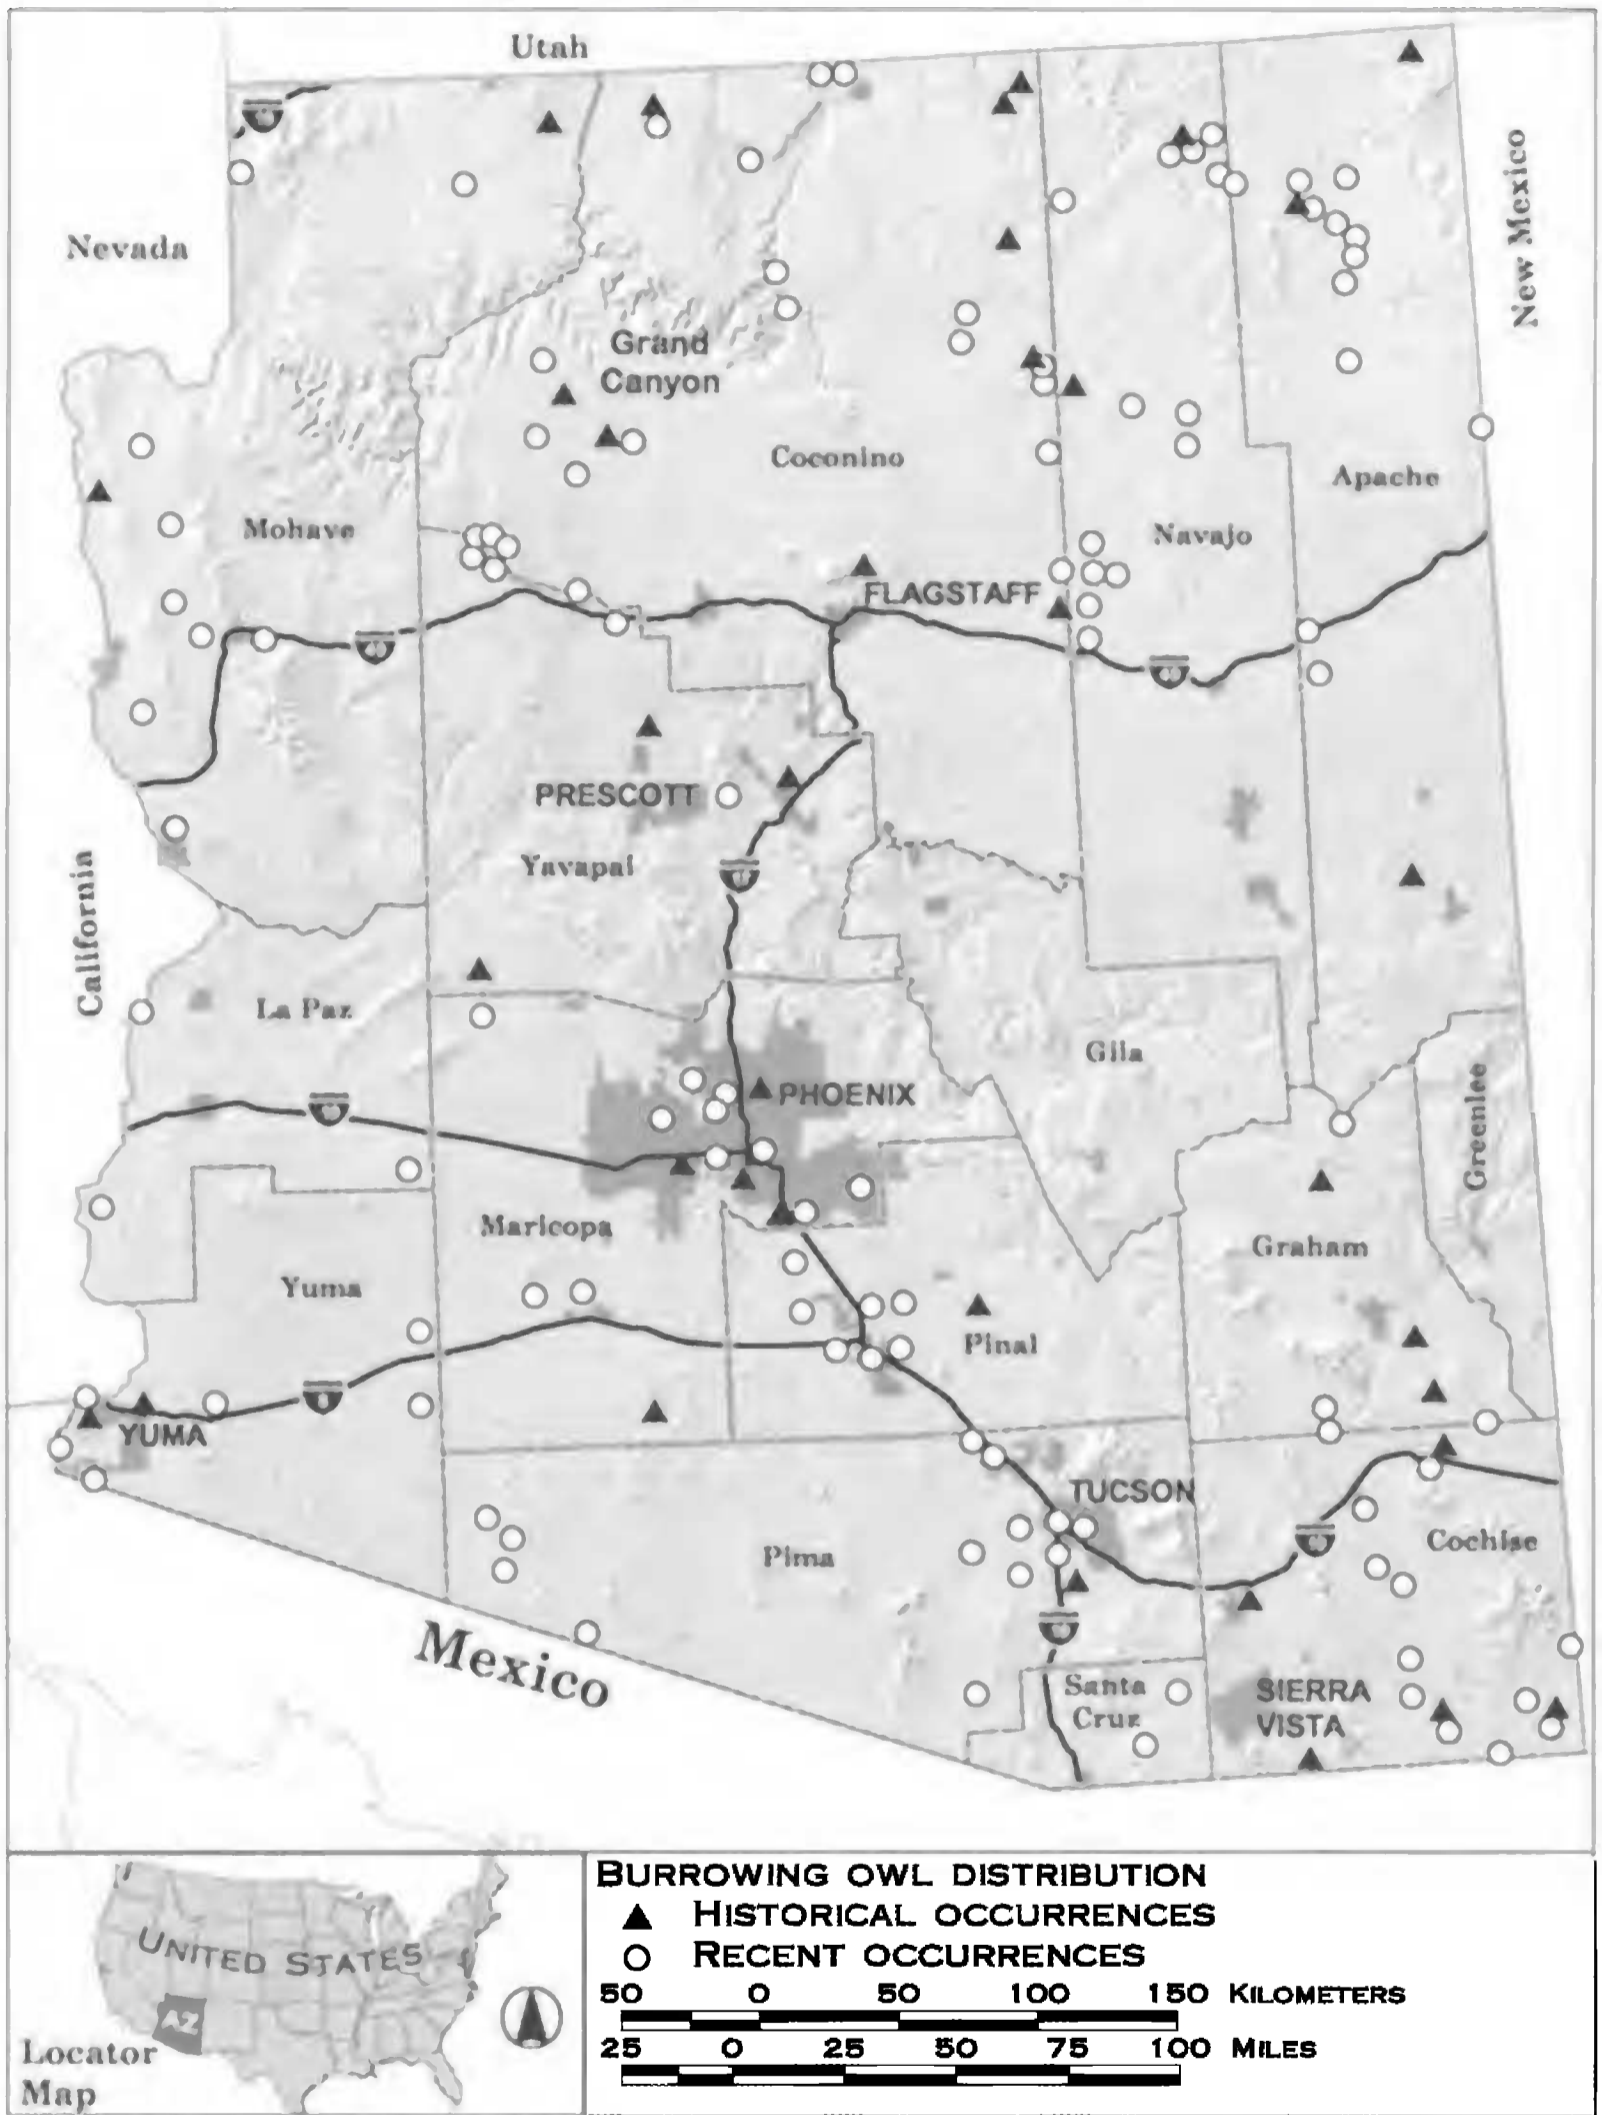 Utah
Nevada
New Mexico
Grand
Canyon
Coconino
Apache
Mohave
Navajo
FLAGSTAFF
PRESCOTT
Yavapai
California
La Paz
Gila
PHOENIX
Greenlee
Maricopa
Graham
Yuma
Pinal
YUMA
TUCSON
Pima
Cochise
Mexico
Santa
Cruz
SIERRA
VISTA
BURROWING OWL DISTRIBUTION
HISTORICAL OCCURRENCES
RECENT OCCURRENCES
50 0 50 100 150 KILOMETERS
25 0 25 50 75 100 MILES
UNITED STATES
AZ
Locator
Map